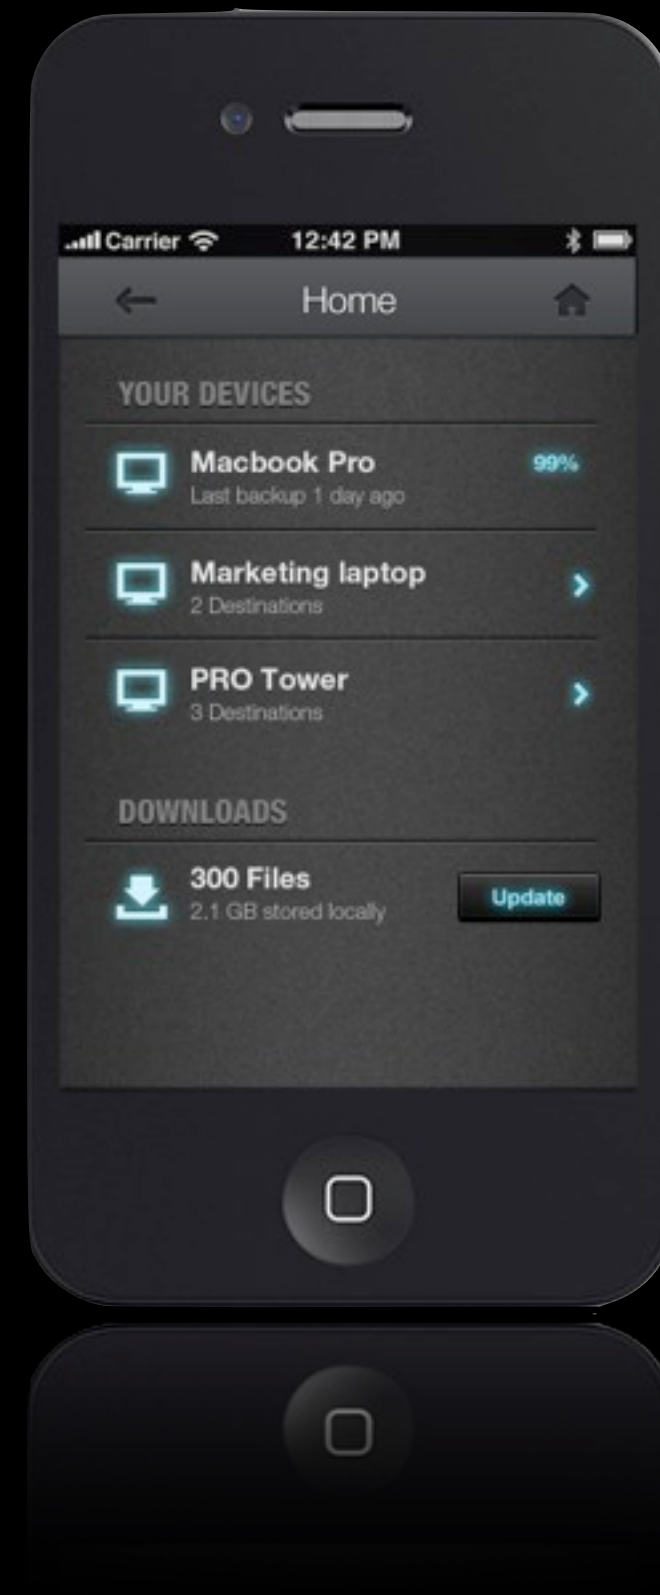 Carrier 12:42 PM
Home
YOUR DEVICES
Macbook Pro 99%
Last backup 1 day ago
Marketing laptop
2 Destinations
PRO Tower
3 Destinations
DOWNLOADS
300 Files
2.1 GB stored locally
Update